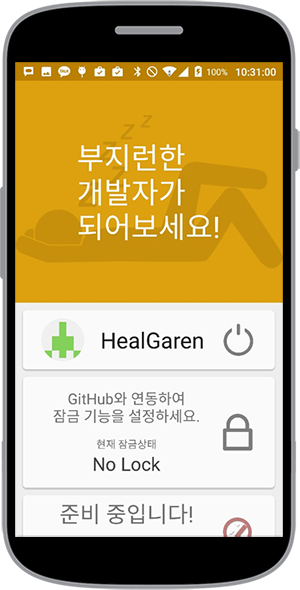 100% 10:31:00
z z z
부지런한
개발자가
되어보세요!
HealGaren
GitHub와 연동하여
잠금 기능을 설정하세요.
현재 잠금상태
No Lock
준비 중입니다!